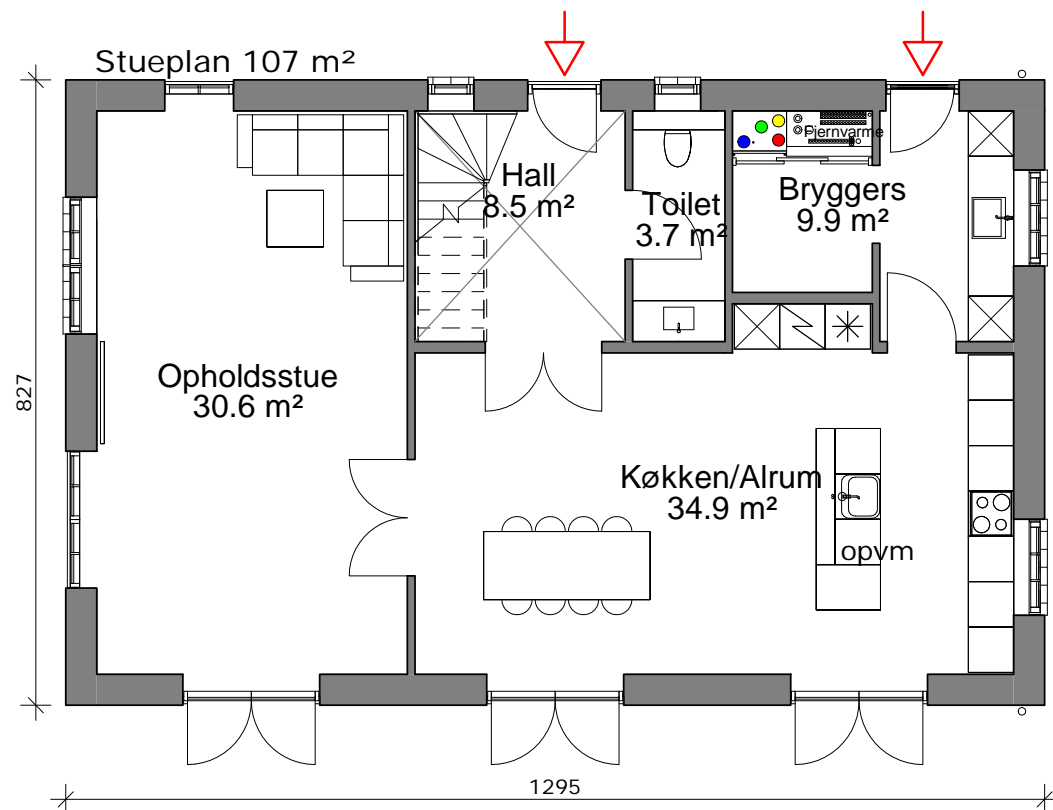 Stueplan 107 m²
Fjernvarme
Hall
8.5 m²
Toilet
3.7 m²
Bryggers
9.9 m²
827
Opholdsstue
30.6 m²
Køkken/Alrum
34.9 m²
opvm
1295